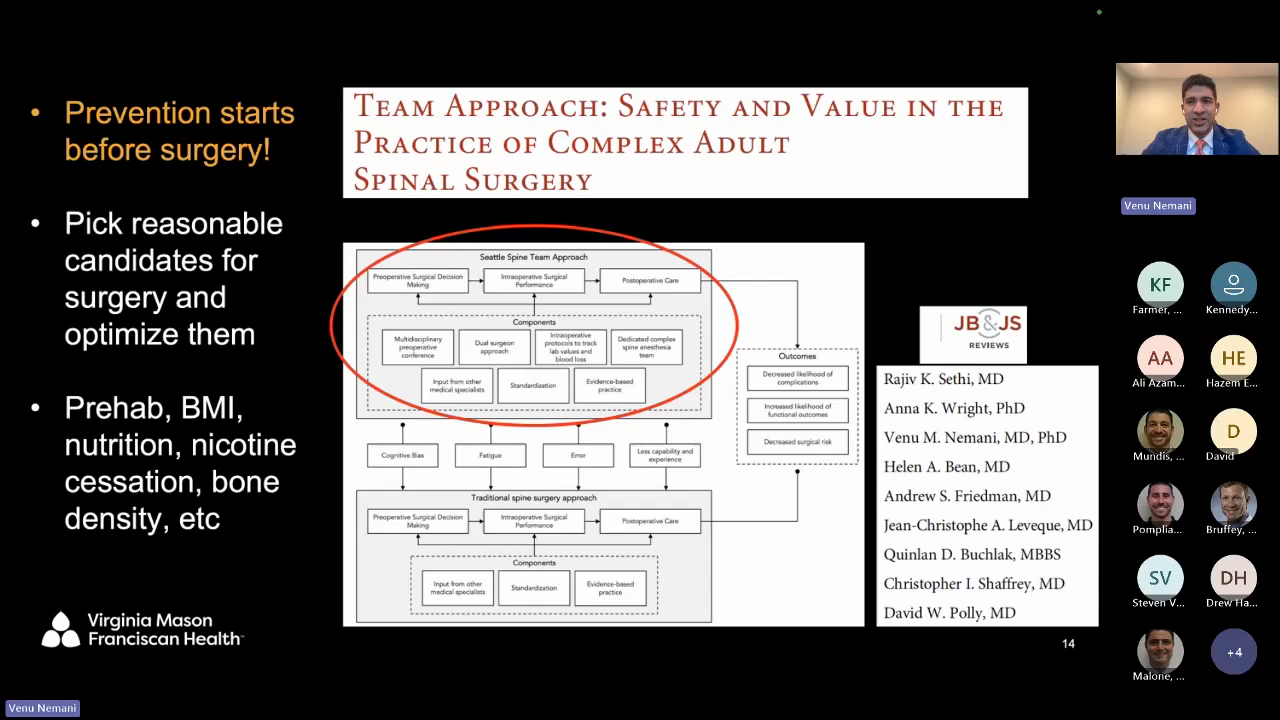 • Prevention starts
before surgery!
• Pick reasonable
candidates for
surgery and
optimize them
• Prehab, BMI,
nutrition, nicotine
cessation, bone
density, etc
Virginia Mason
Franciscan Health™
TEAM APPROACH: SAFETY AND VALUE IN THE
PRACTICE OF COMPLEX ADULT
SPINAL SURGERY
Seattle Spine Team Approach
Preoperative Surgical Decision
Making
Intraoperative Surgical
Performance
Postoperative Care
Components
Multidisciplinary
preoperative
conference
Dual surgeon
approach
Intraoperative
protocols to track
lab values and
blood loss
Dedicated complex
spine anesthesia
team
Input from other
medical specialists
Standardization
Evidence-based
practice
Cognitive Bias
Fatigue
Error
Less capability and
experience
Traditional spine surgery approach
Preoperative Surgical Decision
Making
Intraoperative Surgical
Performance
Postoperative Care
Components
Input from other
medical specialists
Standardization
Evidence-based
practice
Outcomes
Decreased likelihood of
complications
Increased likelihood of
functional outcomes
Decreased surgical risk
JB&JS
REVIEWS
Rajiv K. Sethi, MD
Anna K. Wright, PhD
Venu M. Nemani, MD, PhD
Helen A. Bean, MD
Andrew S. Friedman, MD
Jean-Christophe A. Leveque, MD
Quinlan D. Buchlak, MBBS
Christopher I. Shaffrey, MD
David W. Polly, MD
14
Venu Nemani
KF
Farmer, ...
Kennedy...
AA
Ali Azam...
HE
Hazem E...
Mundis, ...
D
David
Pomplia...
Bruffey, ...
SV
Steven V...
DH
Drew Ha...
Malone, ...
+4
Venu Nemani